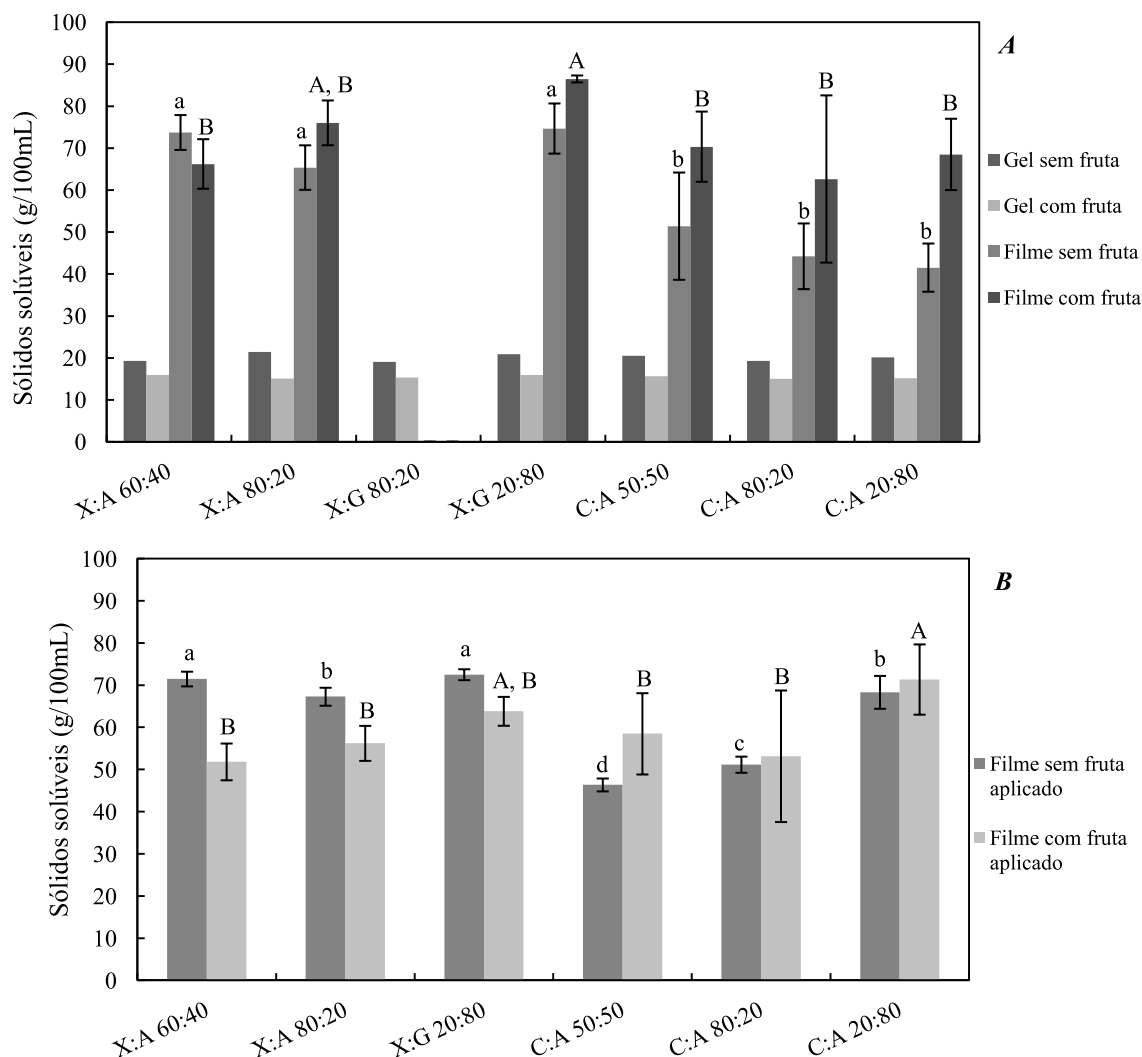 100
90
80
70
60
50
40
30
20
10
0
Sólidos solúveis (g/100mL)
a
B
a
A, B
a
A
b
B
b
B
b
B
A
X:A 60:40
X:A 80:20
X:G 80:20
X:G 20:80
C:A 50:50
C:A 80:20
C:A 20:80
Gel sem fruta
Gel com fruta
Filme sem fruta
Filme com fruta
100
90
80
70
60
50
40
30
20
10
0
Sólidos solúveis (g/100mL)
a
B
b
B
a
A, B
d
B
c
B
b
A
B
X:A 60:40
X:A 80:20
X:G 20:80
C:A 50:50
C:A 80:20
C:A 20:80
Filme sem fruta
aplicado
Filme com fruta
aplicado